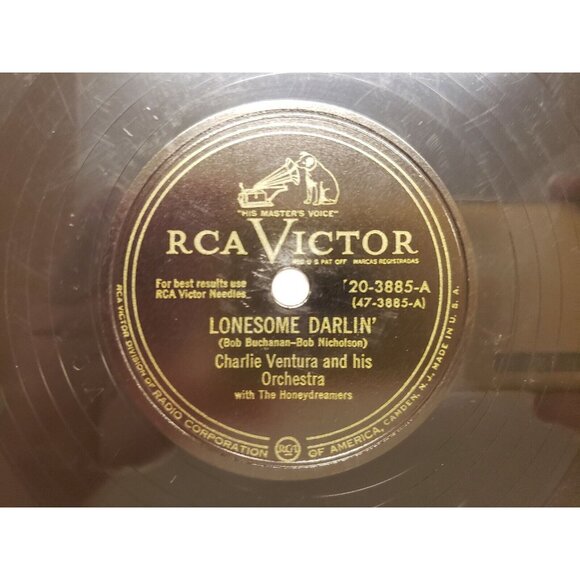 "HIS MASTER'S VOICE"
RCA VICTOR
REG U S PAT OFF MARCAS REGISTRADAS
For best results use
RCA Victor Needles
20-3885-A
(47-3885-A)
LONESOME DARLIN'
(Bob Buchanan-Bob Nicholson)
Charlie Ventura and his
Orchestra
with The Honeydreamers
RCA VICTOR DIVISION OF RADIO CORPORATION OF AMERICA, CAMDEN, N. J. MADE IN U. S. A.
RCA